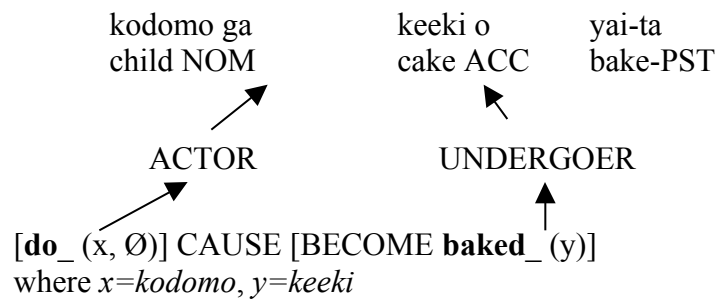 kodomo ga keeki o yai-ta
child NOM cake ACC bake-PST
ACTOR UNDERGOER
[do_ (x, Ø)] CAUSE [BECOME baked_ (y)]
where x=kodomo, y=keeki